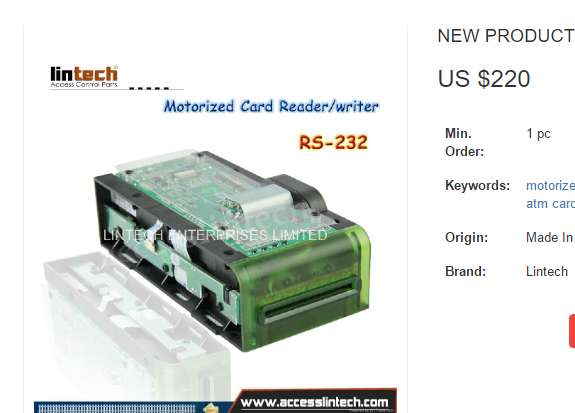 NEW PRODUCT
lintech
Access Control Parts
Motorized Card Reader/writer
RS-232
LINTECH ENTERPRISES LIMITED
www.accesslintech.com
US $220
Min. Order: 1 pc
Keywords: motorize
atm card
Origin: Made In
Brand: Lintech